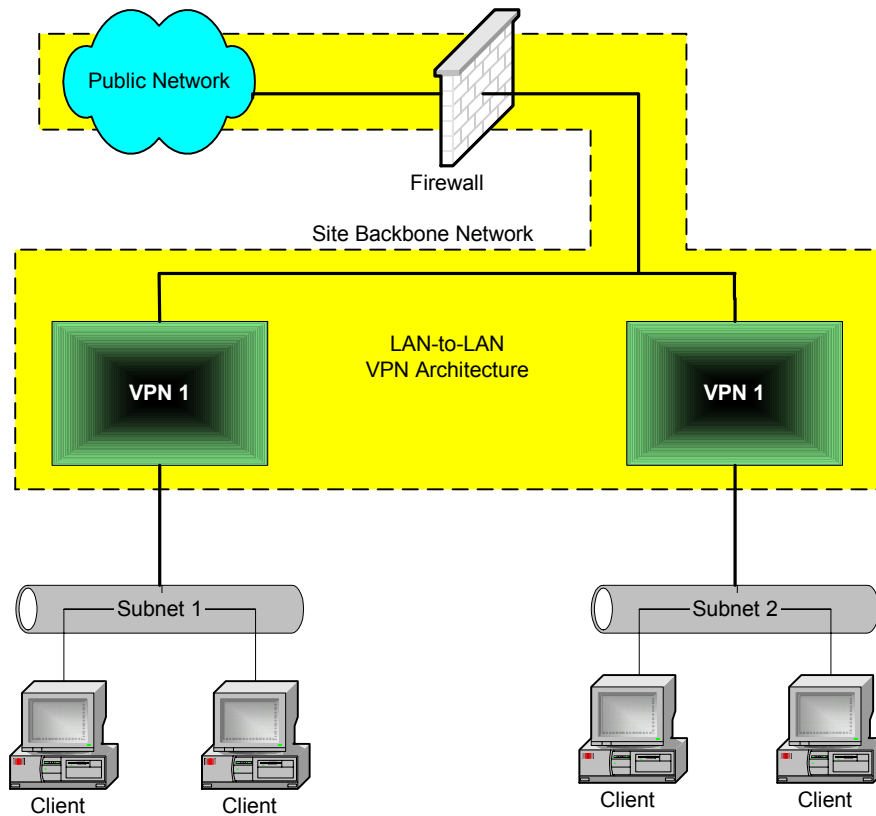 Public Network
Firewall
Site Backbone Network
LAN-to-LAN
VPN Architecture
VPN 1
VPN 1
Subnet 1
Subnet 2
Client
Client
Client
Client